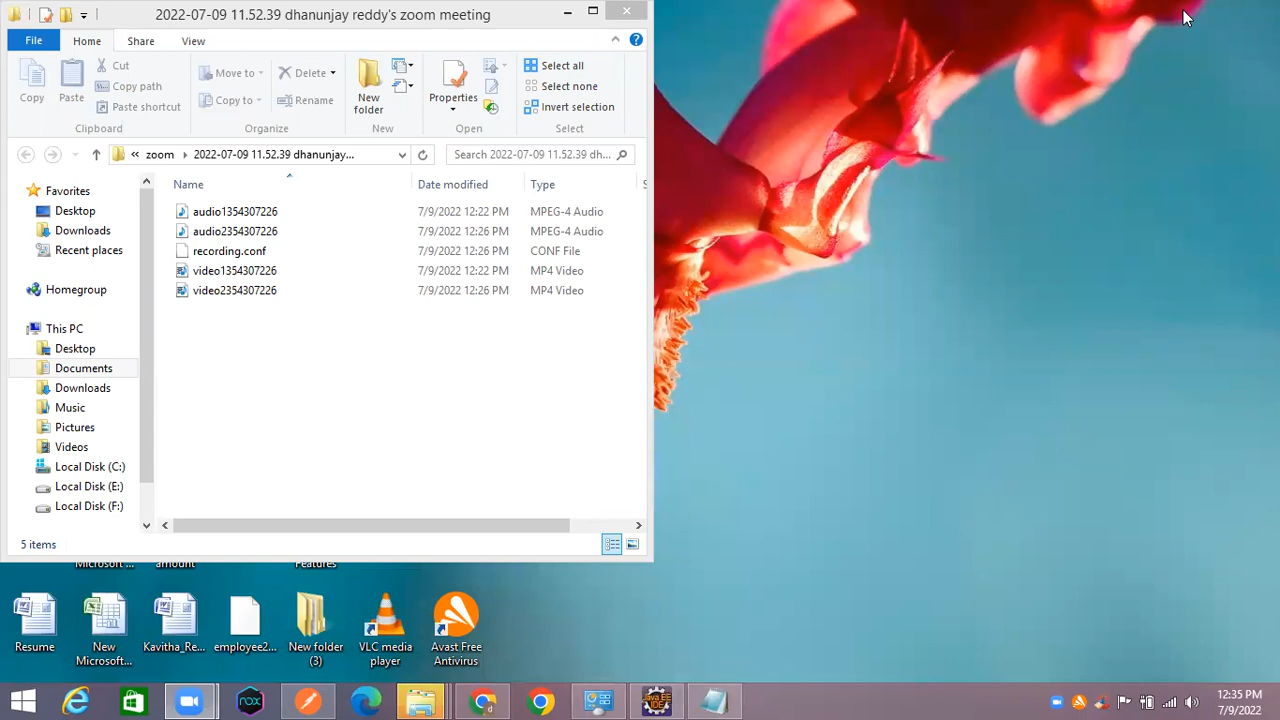 2022-07-09 11.52.39 dhanunjay reddy's zoom meeting
File Home Share View
Copy Paste Cut
Copy path
Paste shortcut
Move to Copy to Delete Rename
New folder
Properties
Select all
Select none
Invert selection
Clipboard Organize New Open Select
zoom 2022-07-09 11.52.39 dhanunjay...
Search 2022-07-09 11.52.39 dh...
Name Date modified Type
audio1354307226 7/9/2022 12:22 PM MPEG-4 Audio
audio2354307226 7/9/2022 12:26 PM MPEG-4 Audio
recording.conf 7/9/2022 12:26 PM CONF File
video1354307226 7/9/2022 12:22 PM MP4 Video
video2354307226 7/9/2022 12:26 PM MP4 Video
Favorites
Desktop
Downloads
Recent places
Homegroup
This PC
Desktop
Documents
Downloads
Music
Pictures
Videos
Local Disk (C:)
Local Disk (E:)
Local Disk (F:)
5 items
Microsoft ... amount Features
Resume
New Microsoft...
Kavitha_Re...
employee2...
New folder (3)
VLC media player
Avast Free Antivirus
nox
Java EE IDE
12:35 PM
7/9/2022